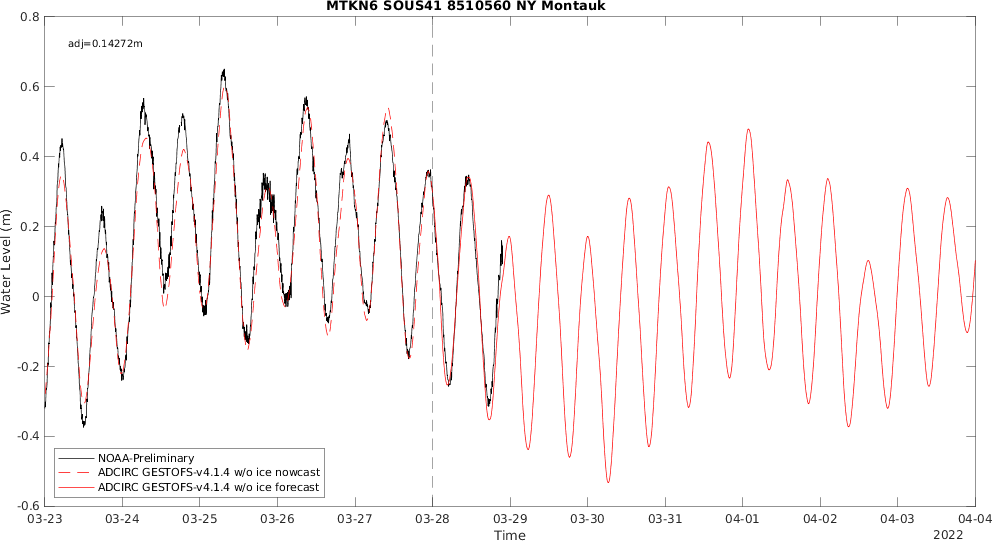 MTKN6 SOUS41 8510560 NY Montauk
adj=0.14272m
0.8
0.6
0.4
0.2
0
-0.2
-0.4
-0.6
Water Level (m)
NOAA-Preliminary
ADCIRC GESTOFS-v4.1.4 w/o ice nowcast
ADCIRC GESTOFS-v4.1.4 w/o ice forecast
03-23 03-24 03-25 03-26 03-27 03-28 03-29 03-30 03-31 04-01 04-02 04-03 04-04
Time
2022